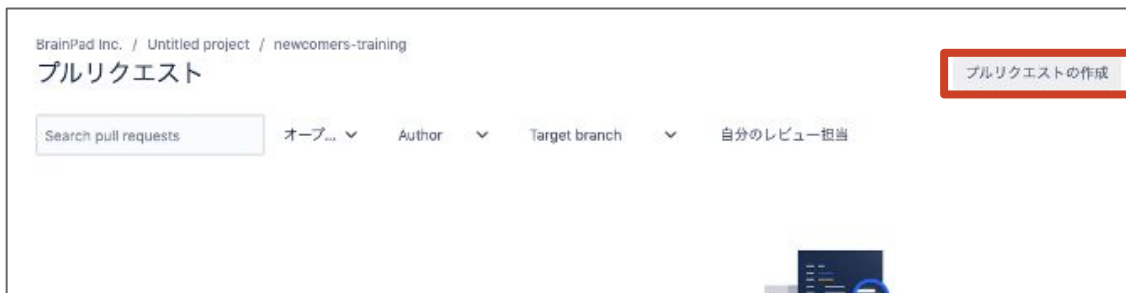 BrainPad Inc. / Untitled project / newcomers-training
プルリクエスト
プルリクエストの作成
Search pull requests オープ... Author Target branch 自分のレビュー担当